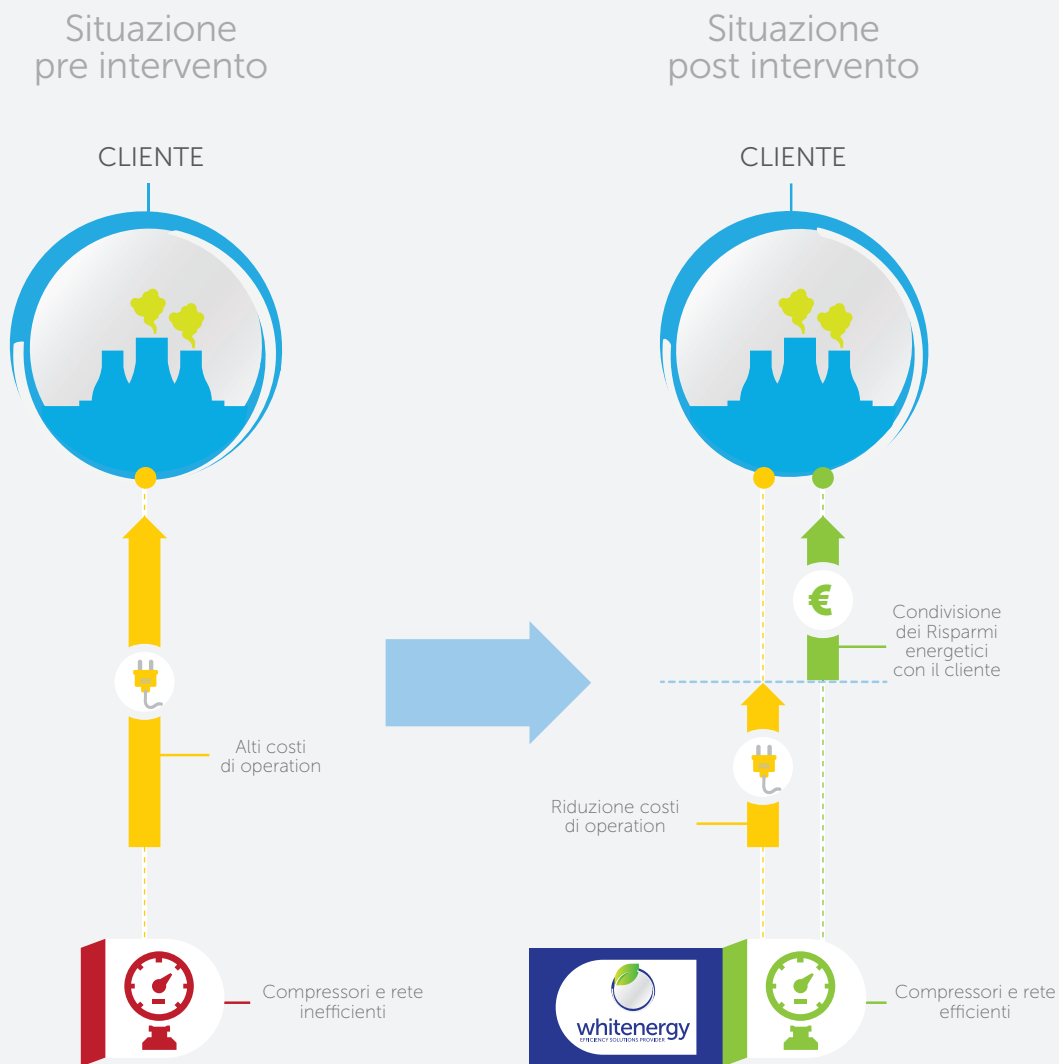 Situazione
pre intervento
CLIENTE
Alti costi
di operation
Compressori e rete
inefficienti
Situazione
post intervento
CLIENTE
€
Condivisione
dei Risparmi
energetici
con il cliente
Riduzione costi
di operation
whitenergy
EFFICIENCY SOLUTIONS PROVIDER
Compressori e rete
efficienti